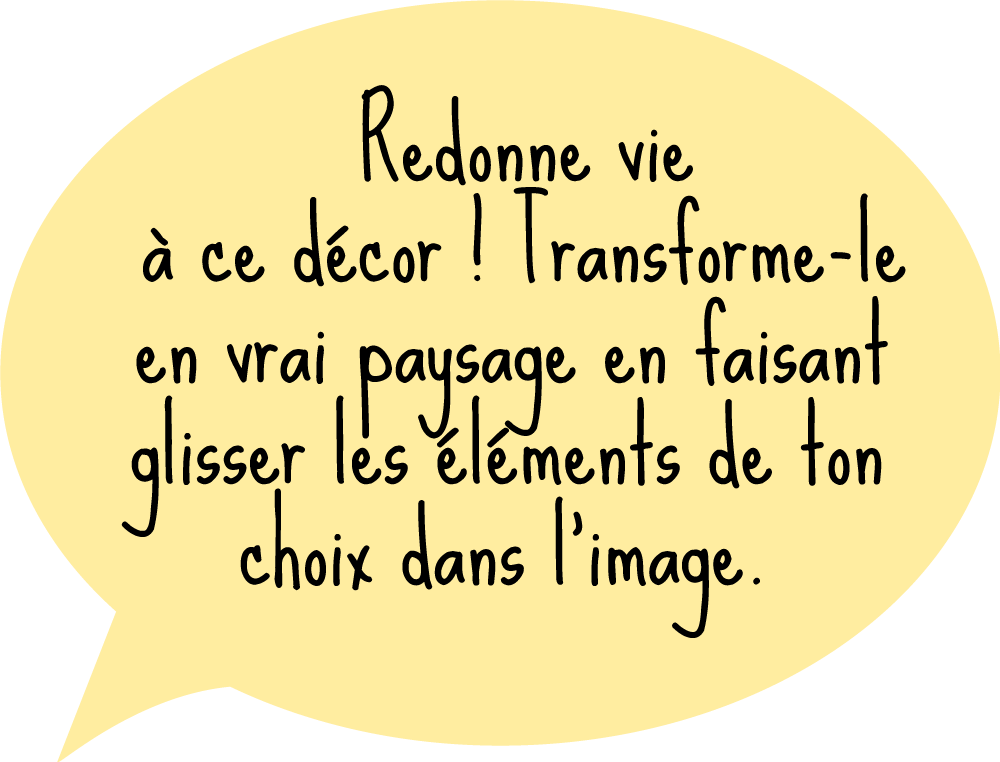 Redonne vie
à ce décor ! Transforme-le
en vrai paysage en faisant
glisser les éléments de ton
choix dans l'image.